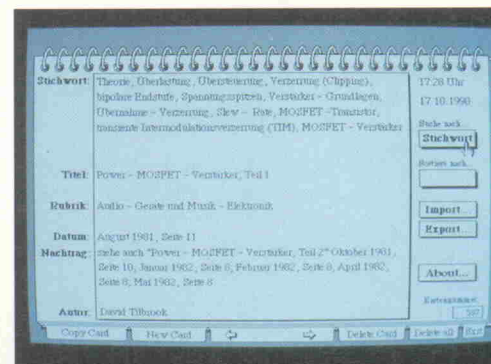 Stichwort: Theorie, Überlastung, Übersteuerung, Verzerrung (Clipping),
bipolare Endstufe, Spannungsspitzen, Verstärker - Grundlagen,
Übernahme - Verzerrung, Slew - Rate, MOSFET -Transistor,
transiente Intermodulationsverzerrung (TIM), MOSFET - Verstärker
Titel: Power - MOSFET - Verstärker, Teil 1
Rubrik: Audio - Geräte und Musik - Elektronik
Datum: August 1981, Seite 11
Nachtrag: siehe auch "Power - MOSFET - Verstärker, Teil 2" Oktober 1981,
Seite 10, Januar 1982, Seite 8, Februar 1982, Seite 8, April 1982,
Seite 8, Mai 1982, Seite 8
Autor: David Tilbrook
17:28 Uhr
17.10.1990
Suche nach...
Stichwort
Sortiere nach...
Import...
Export...
About...
Copy Card
New Card
Delete Card
Delete all
Exit